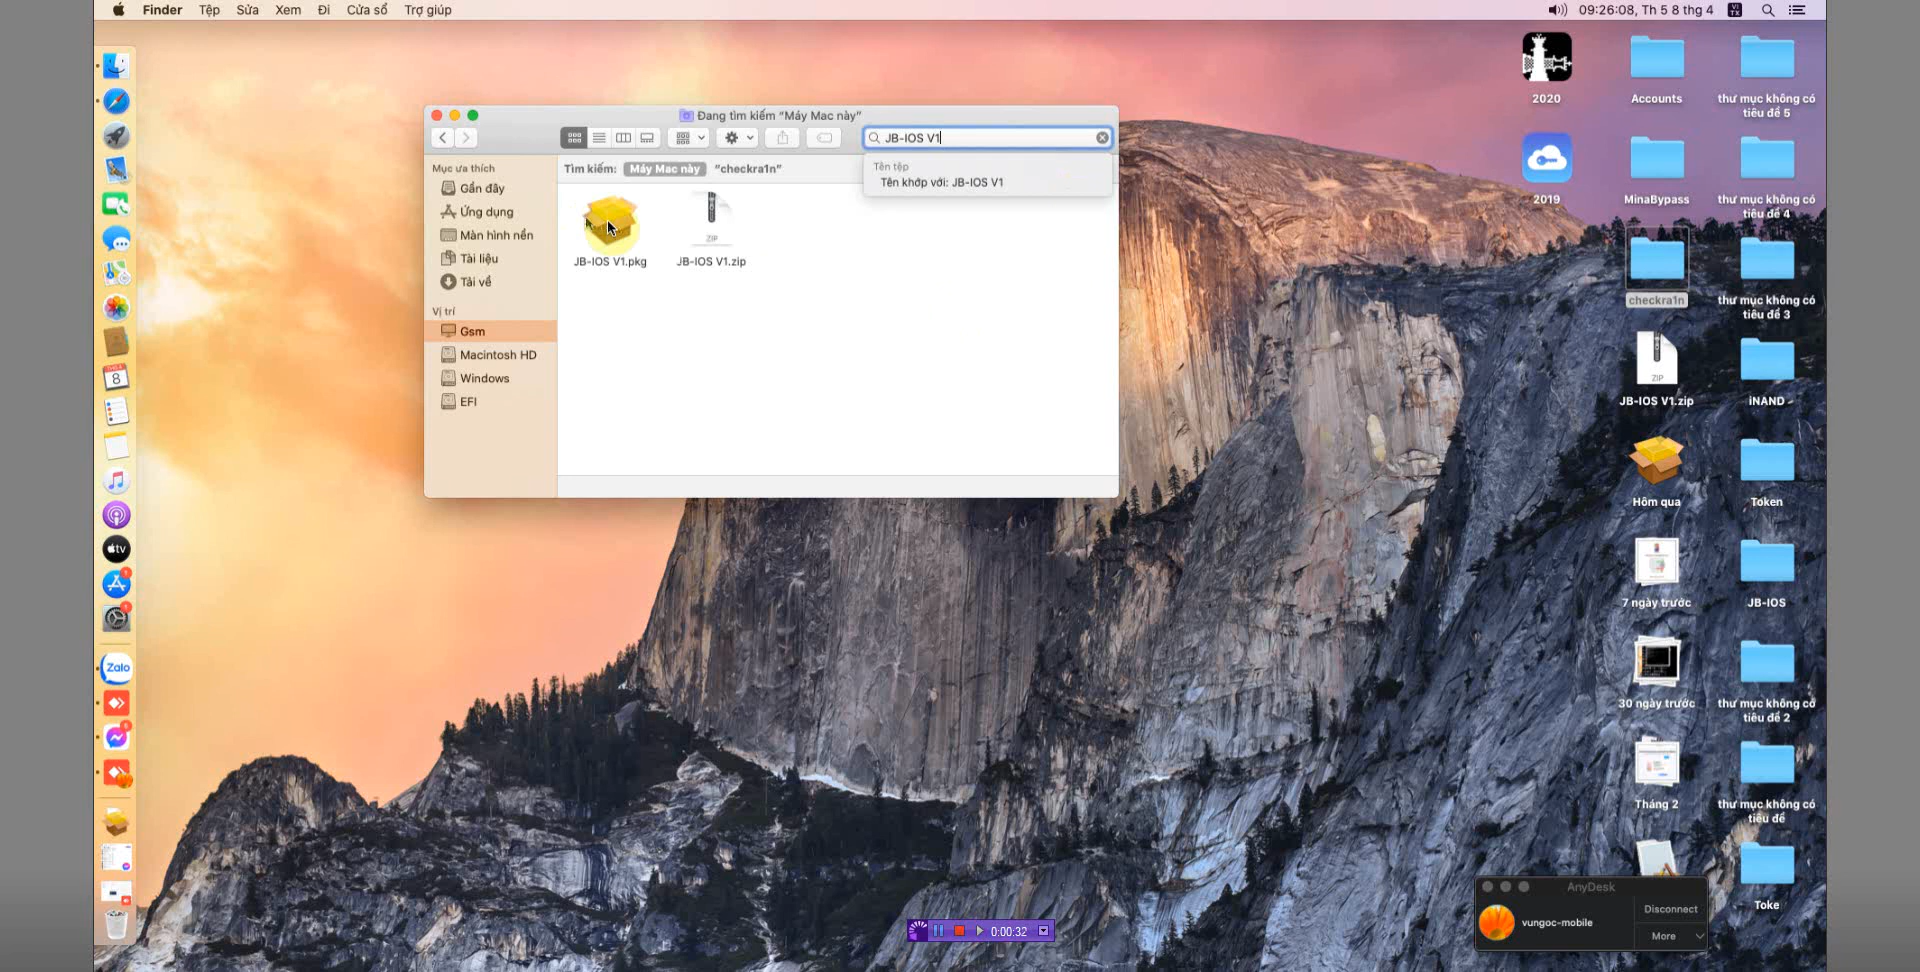 Finder Tệp Sửa Xem Đi Cửa sổ Trợ giúp
09:26:08, Th 5 8 thg 4
VI
TX
Đang tìm kiếm “Máy Mac này”
JB-IOS V1
Tên tệp
Tên khớp với: JB-IOS V1
Mục ưa thích
Gần đây
Ứng dụng
Màn hình nền
Tài liệu
Tải về
Vị trí
Gsm
Macintosh HD
Windows
EFI
Tìm kiếm: Máy Mac này “checkra1n”
ZIP
JB-IOS V1.pkg
JB-IOS V1.zip
8
tv
Zalo
2020
Accounts
thư mục không có
tiêu đề 5
2019
MinaBypass
thư mục không có
tiêu đề 4
checkra1n
thư mục không có
tiêu đề 3
ZIP
JB-IOS V1.zip
iNAND
Hôm qua
Token
7 ngày trước
JB-IOS
30 ngày trước
thư mục không có
tiêu đề 2
Tháng 2
thư mục không có
tiêu đề
Toke
AnyDesk
vungoc-mobile
Disconnect
More
0:00:32